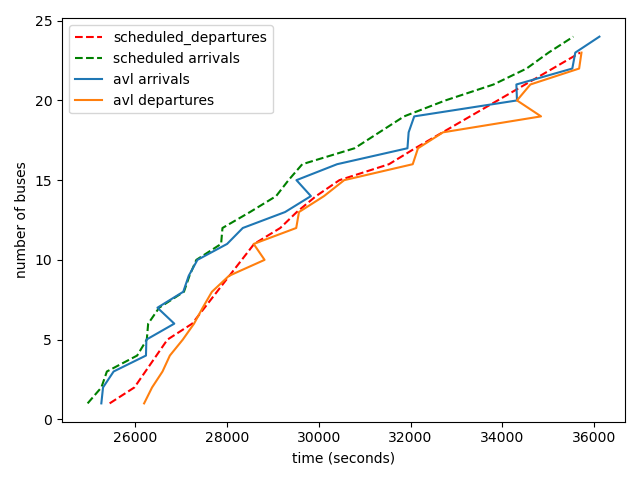 scheduled_departures
scheduled arrivals
avl arrivals
avl departures
25
20
15
10
5
0
number of buses
26000 28000 30000 32000 34000 36000
time (seconds)